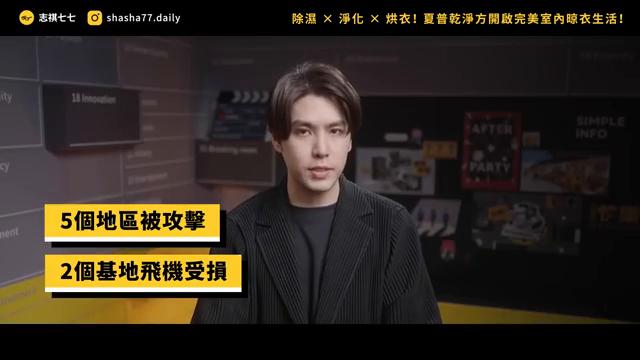 志祺七七
shasha77.daily
除濕 × 淨化 × 烘衣！夏普乾淨方開啟完美室內晾衣生活！
18 Innovation
AFTER
PARTY
SIMPLE
INFO
5個地區被攻擊
2個基地飛機受損